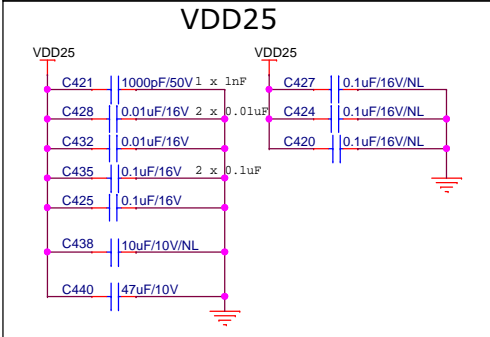 VDD25
VDD25
C421 1000pF/50V 1 x 1nF
C428 0.01uF/16V 2 x 0.01uF
C432 0.01uF/16V
C435 0.1uF/16V 2 x 0.1uF
C425 0.1uF/16V
C438 10uF/10V/NL
C440 47uF/10V
VDD25
C427 0.1uF/16V/NL
C424 0.1uF/16V/NL
C420 0.1uF/16V/NL